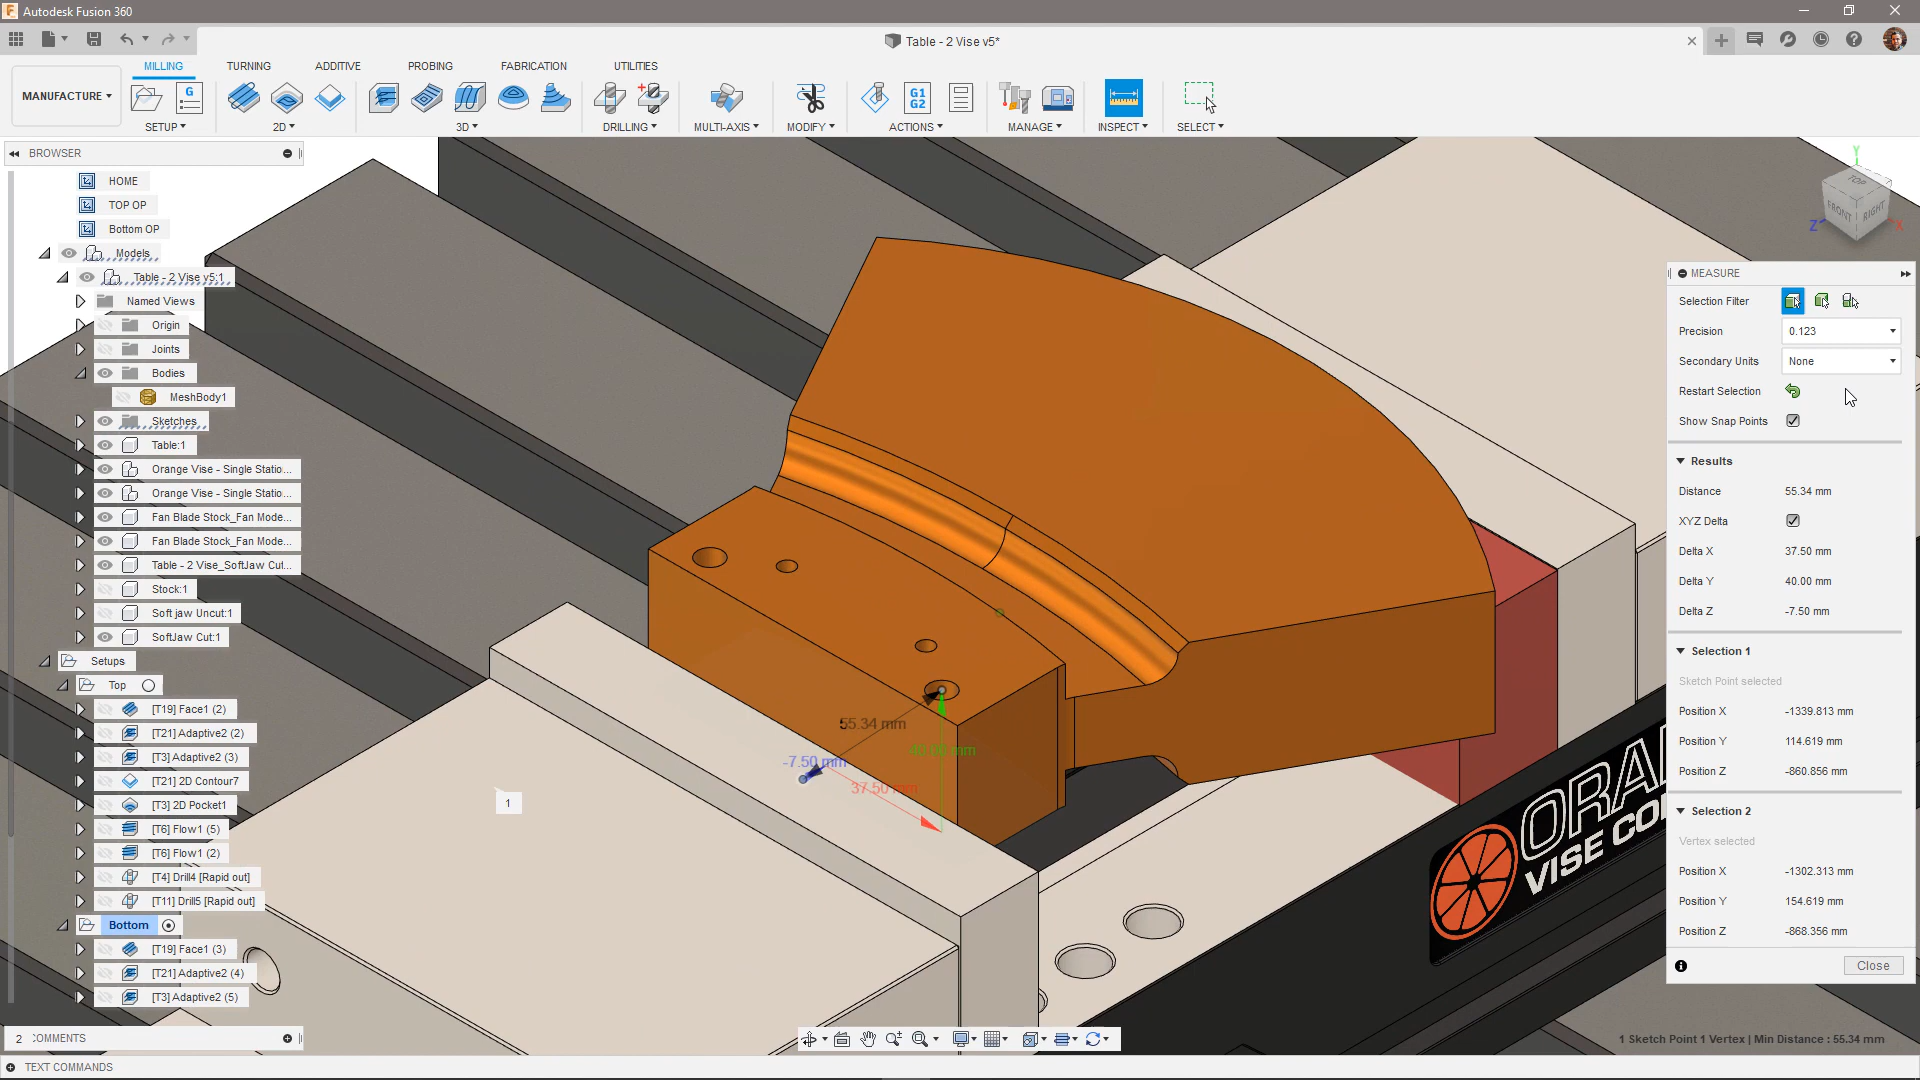 Autodesk Fusion 360
Table - 2 Vise v5*
MANUFACTURE
MILLING
TURNING
ADDITIVE
PROBING
FABRICATION
UTILITIES
G
G1
G2
SETUP
2D
3D
DRILLING
MULTI-AXIS
MODIFY
ACTIONS
MANAGE
INSPECT
SELECT
BROWSER
HOME
TOP OP
Bottom OP
Models
Table - 2 Vise v5:1
Named Views
Origin
Joints
Bodies
MeshBody1
Sketches
Table:1
Orange Vise - Single Statio...
Orange Vise - Single Statio...
Fan Blade Stock_Fan Mode...
Fan Blade Stock_Fan Mode...
Table - 2 Vise_SoftJaw Cut...
Stock:1
Soft jaw Uncut:1
SoftJaw Cut:1
Setups
Top
[T19] Face1 (2)
[T21] Adaptive2 (2)
[T3] Adaptive2 (3)
[T21] 2D Contour7
[T3] 2D Pocket1
[T6] Flow1 (5)
[T6] Flow1 (2)
[T4] Drill4 [Rapid out]
[T11] Drill5 [Rapid out]
Bottom
[T19] Face1 (3)
[T21] Adaptive2 (4)
[T3] Adaptive2 (5)
2 COMMENTS
TEXT COMMANDS
55.34 mm
40.00 mm
-7.50 mm
37.50 mm
1
Y
TOP
FRONT
RIGHT
Z
X
MEASURE
Selection Filter
Precision 0.123
Secondary Units None
Restart Selection
Show Snap Points
Results
Distance 55.34 mm
XYZ Delta
Delta X 37.50 mm
Delta Y 40.00 mm
Delta Z -7.50 mm
Selection 1
Sketch Point selected
Position X -1339.813 mm
Position Y 114.619 mm
Position Z -860.856 mm
Selection 2
Vertex selected
Position X -1302.313 mm
Position Y 154.619 mm
Position Z -868.356 mm
Close
1 Sketch Point 1 Vertex | Min Distance : 55.34 mm